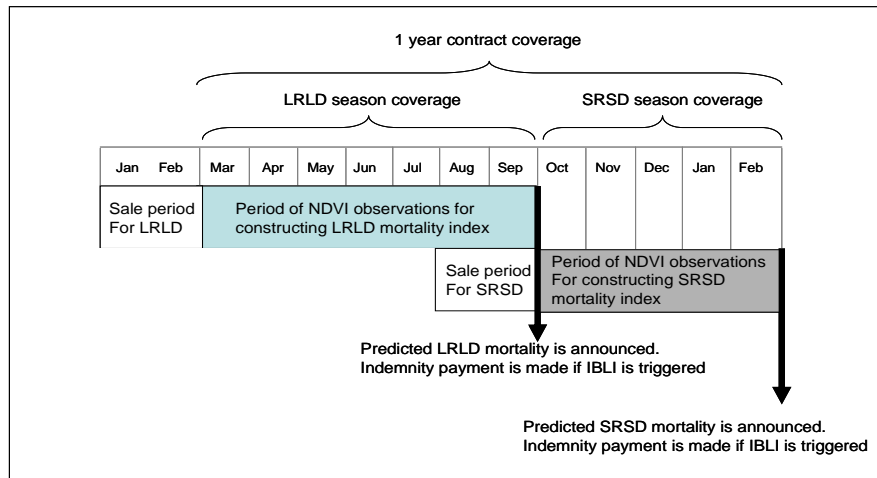 1 year contract coverage
LRLD season coverage
SRSD season coverage
Jan Feb Mar Apr May Jun Jul Aug Sep Oct Nov Dec Jan Feb
Sale period
For LRLD
Period of NDVI observations for
constructing LRLD mortality index
Sale period
For SRSD
Period of NDVI observations
For constructing SRSD
mortality index
Predicted LRLD mortality is announced.
Indemnity payment is made if IBLI is triggered
Predicted SRSD mortality is announced.
Indemnity payment is made if IBLI is triggered